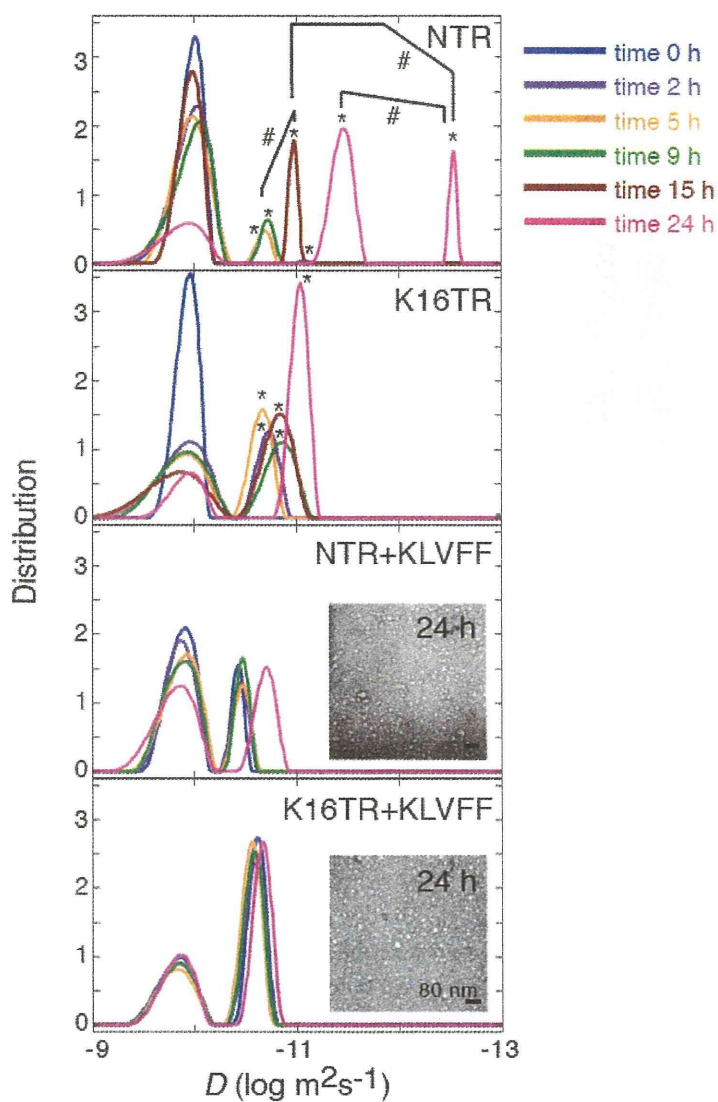 NTR
time 0 h
time 2 h
time 5 h
time 9 h
time 15 h
time 24 h
3
2
1
0
# # #
* * * * * *
K16TR
3
2
1
0
* * * * *
Distribution
NTR+KLVFF
24 h
3
2
1
0
K16TR+KLVFF
24 h
80 nm
3
2
1
0
-9 -11 -13
D (log m2s-1)